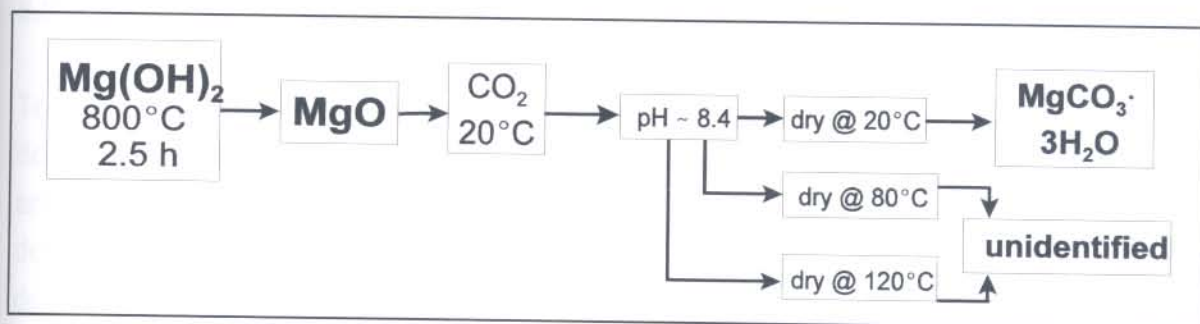 Mg(OH)₂
800°C
2.5 h
MgO
CO₂
20°C
pH ~ 8.4
dry @ 20°C
MgCO₃·
3H₂O
dry @ 80°C
unidentified
dry @ 120°C